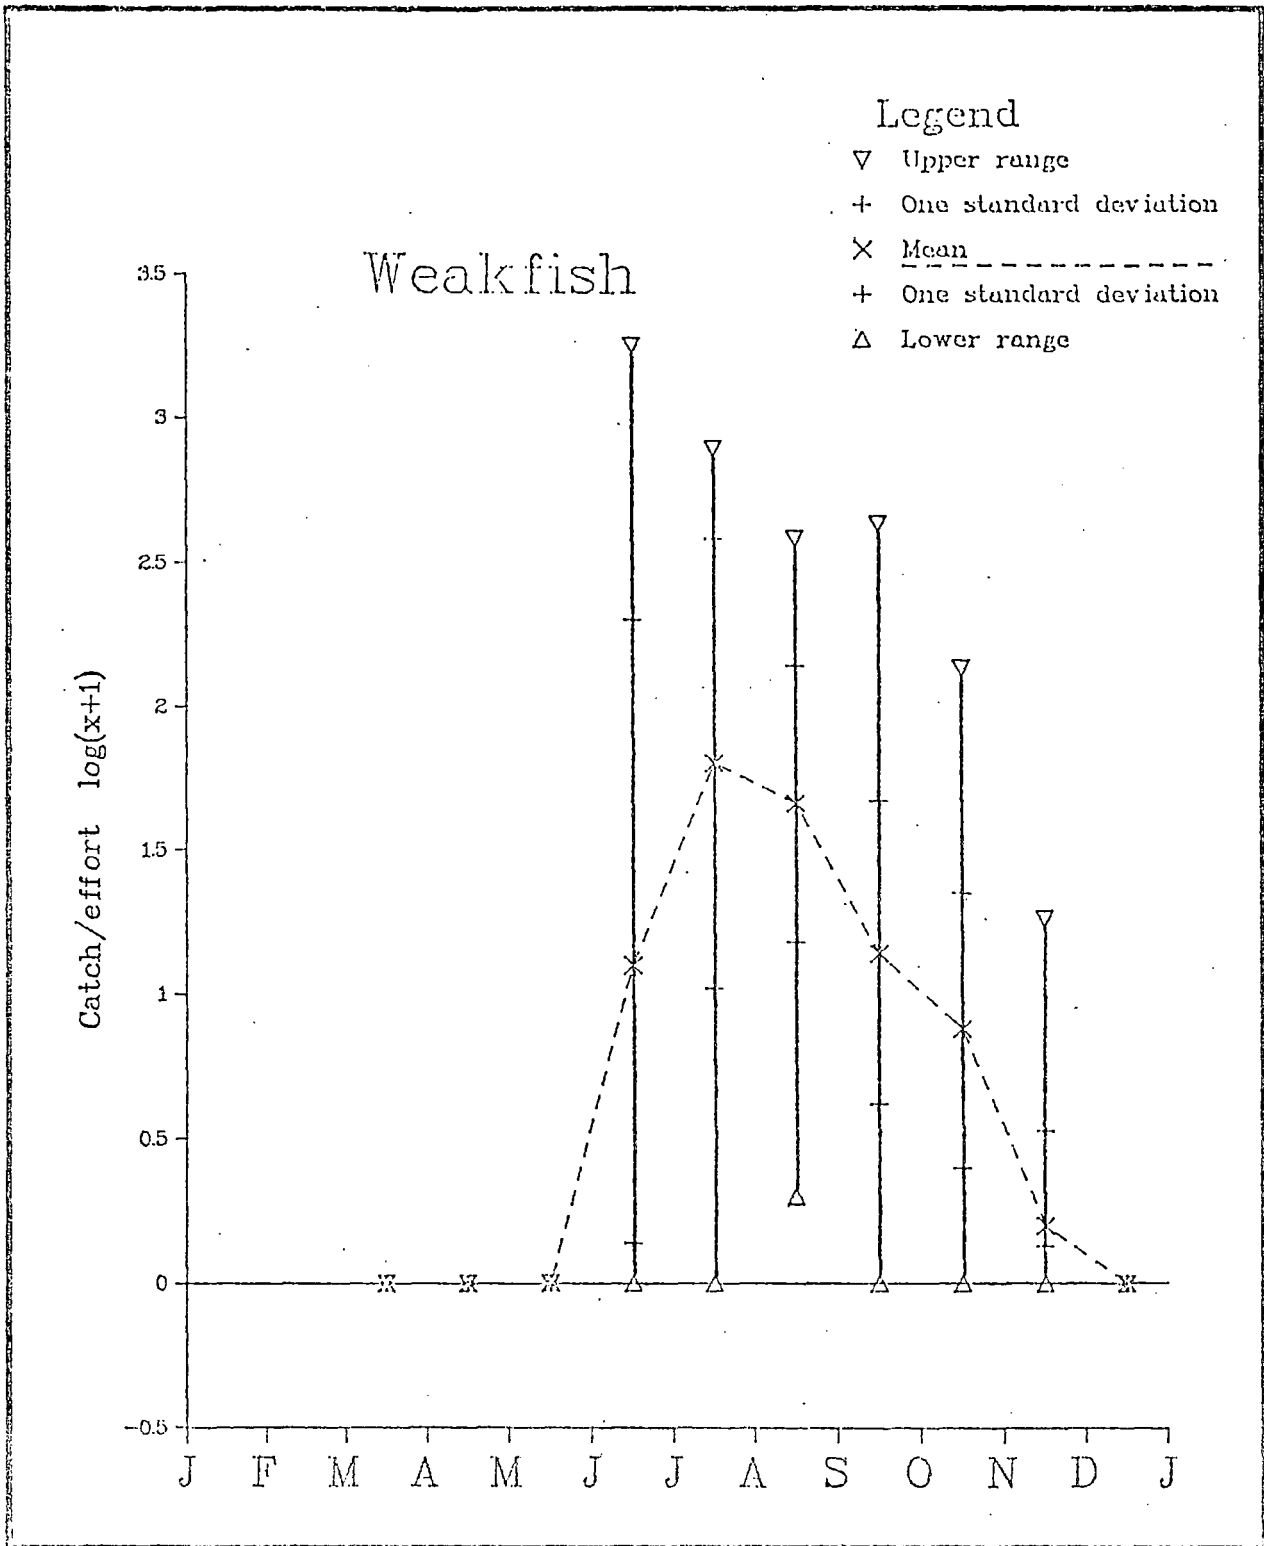 Legend
▽ Upper range
+ One standard deviation
× Mean
+ One standard deviation
△ Lower range
Weakfish
3.5
3
2.5
2
1.5
1
0.5
0
-0.5
Catch/effort log(x+1)
J F M A M J J A S O N D J